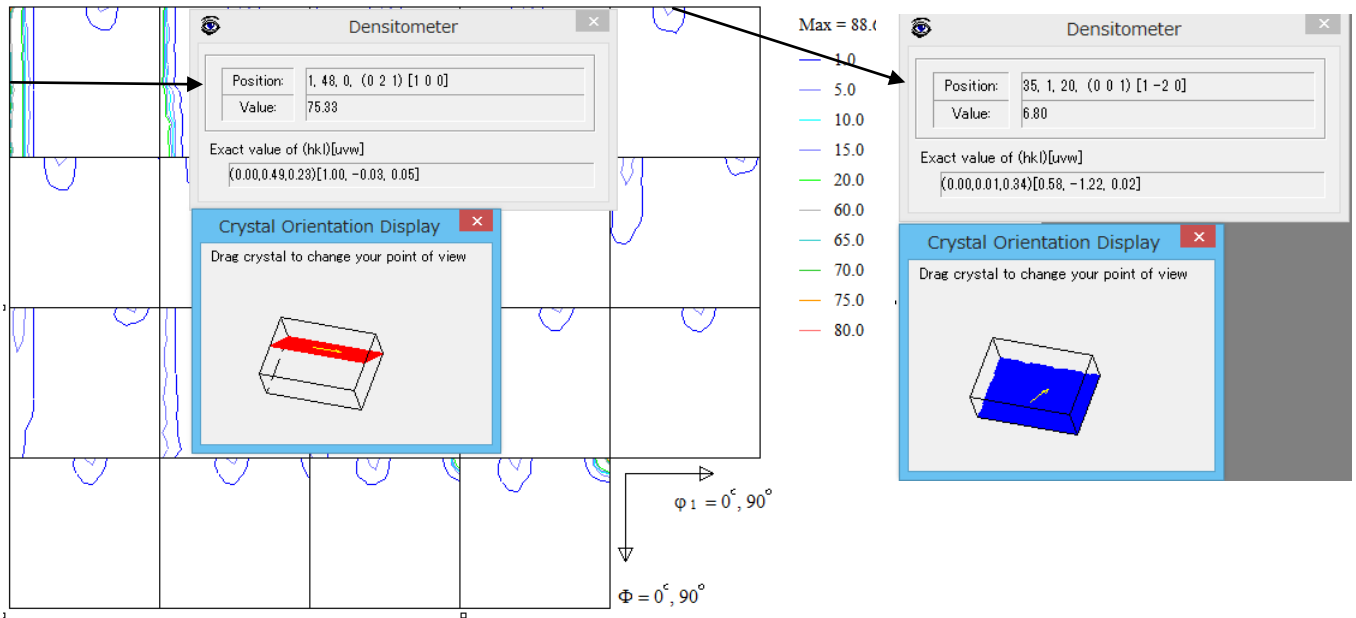 Densitometer
Position: 1, 48, 0, (0 2 1) [1 0 0]
Value: 75.33
Exact value of (hkl)[uvw]
(0.00,0.49,0.23)[1.00, -0.03, 0.05]
Crystal Orientation Display
Drag crystal to change your point of view
Max = 88.
1.0
5.0
10.0
15.0
20.0
60.0
65.0
70.0
75.0
80.0
Densitometer
Position: 35, 1, 20, (0 0 1) [1 -2 0]
Value: 6.80
Exact value of (hkl)[uvw]
(0.00,0.01,0.34)[0.58, -1.22, 0.02]
Crystal Orientation Display
Drag crystal to change your point of view
φ 1 = 0°, 90°
Φ = 0°, 90°